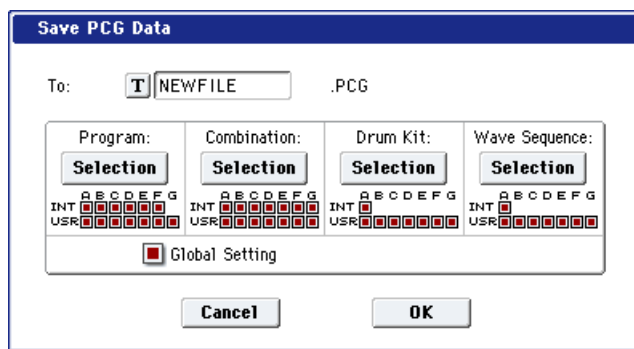 Save PCG Data
To: T NEWFILE .PCG
Program: Combination: Drum Kit: Wave Sequence:
Selection Selection Selection Selection
A B C D E F G A B C D E F G A B C D E F G A B C D E F G
INT INT INT INT
USR USR USR USR
Global Setting
Cancel OK